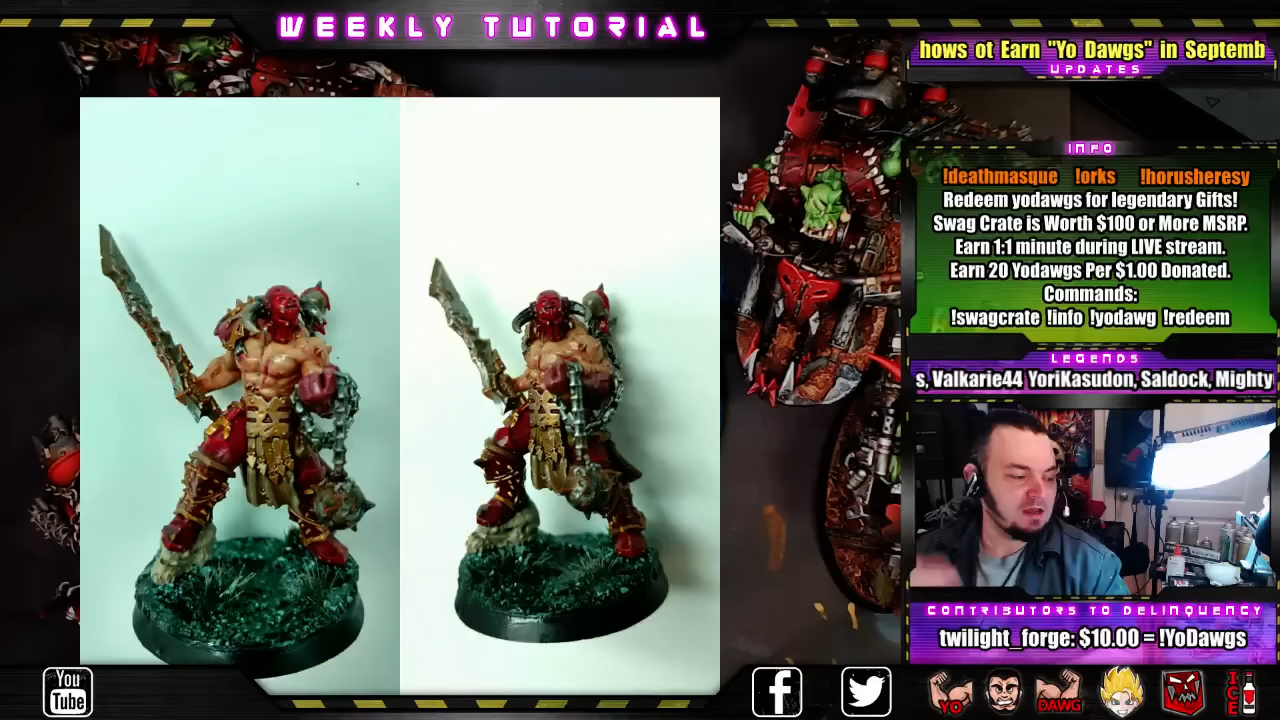 WEEKLY TUTORIAL
hows of Earn "Yo Dawgs" in Septemb
UPDATES
INFO
!deathmasque !orks !horusheresy
Redeem yodawgs for legendary Gifts!
Swag Crate is Worth $100 or More MSRP.
Earn 1:1 minute during LIVE stream.
Earn 20 Yodawgs Per $1.00 Donated.
Commands:
!swagcrate !info !yodawg !redeem
LEGENDS
s, Valkarie44 YoriKasudon, Saldock, Mighty
CONTRIBUTORS TO DELINQUENCY
twilight_forge: $10.00 = !YoDawgs
You
Tube
YO
DAWG
ICE